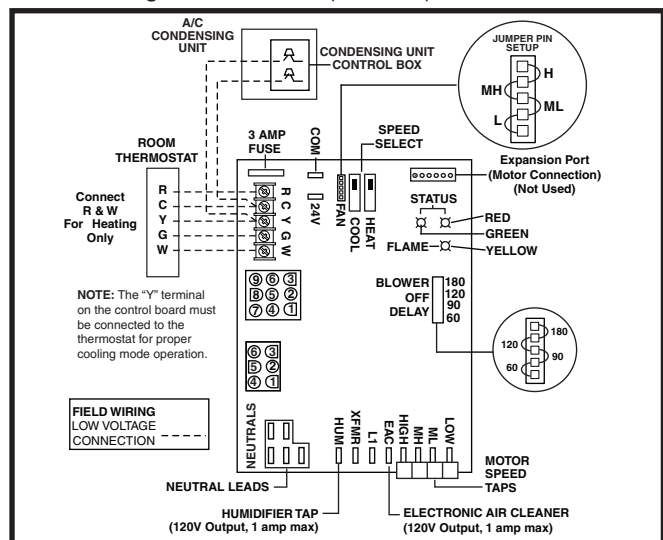 A/C
CONDENSING
UNIT
CONDENSING UNIT
CONTROL BOX
JUMPER PIN
SETUP
H
MH
ML
L
Expansion Port
(Motor Connection)
(Not Used)
ROOM
THERMOSTAT
3 AMP
FUSE
COM
24V
SPEED
SELECT
FAN
COOL
HEAT
R
C
Y
G
W
Connect
R & W
For Heating
Only
R
C
Y
G
W
STATUS
RED
GREEN
FLAME
YELLOW
NOTE: The “Y” terminal
on the control board must
be connected to the
thermostat for proper
cooling mode operation.
9 6 3
8 5 2
7 4 1
6 3
5 2
4 1
BLOWER
OFF
DELAY
180
120
90
60
180
120
90
60
FIELD WIRING
LOW VOLTAGE
CONNECTION
NEUTRALS
HUM
XFMR
L1
EAC
HIGH
MH
ML
LOW
MOTOR
SPEED
TAPS
NEUTRAL LEADS
HUMIDIFIER TAP
(120V Output, 1 amp max)
ELECTRONIC AIR CLEANER
(120V Output, 1 amp max)